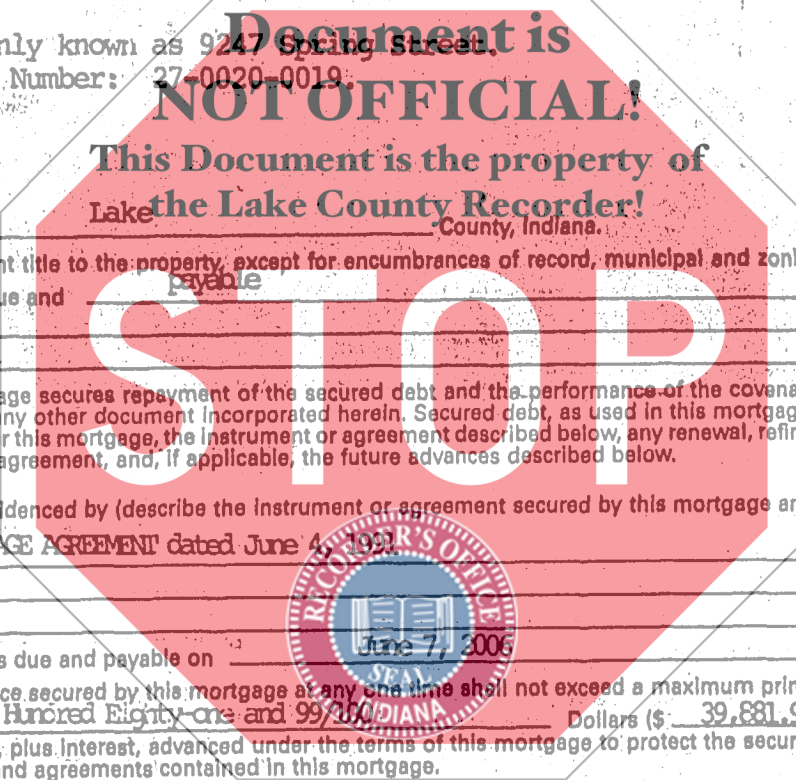 Document is
nly known as 9247 Spring Street.
Number: 27-0020-0019.
NOT OFFICIAL!
This Document is the property of
the Lake County Recorder!
Lake County, Indiana.
nt title to the property, except for encumbrances of record, municipal and zoni
ue and payable
STOP
age secures repayment of the secured debt and the performance of the covena
any other document incorporated herein. Secured debt, as used in this mortgag
r this mortgage, the instrument or agreement described below, any renewal, refin
agreement, and, if applicable, the future advances described below.
idenced by (describe the instrument or agreement secured by this mortgage an
AGE AGREEMENT dated June 4, 1991
RECORDER'S OFFICE
s due and payable on June 7, 2006
SEAL
INDIANA
ce secured by this mortgage at any one time shall not exceed a maximum prin
Hundred Eighty-one and 99/100 Dollars ($ 39,881.9
, plus interest, advanced under the terms of this mortgage to protect the secur
and agreements contained in this mortgage.